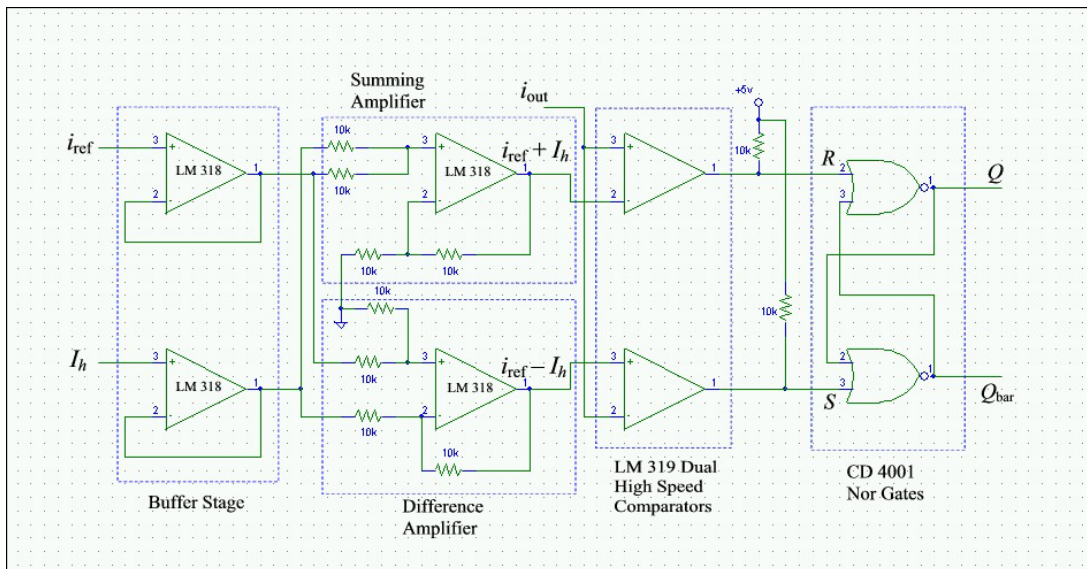 Summing
Amplifier
i_out
+5v
10k
i_ref
3
+
LM 318
1
2
-
10k
10k
3
+
LM 318
1
2
-
i_ref + I_h
10k
10k
3
+
1
2
-
10k
R
2
3
1
Q
10k
I_h
3
+
LM 318
1
2
-
10k
10k
3
+
LM 318
1
2
-
10k
i_ref − I_h
3
+
1
2
-
10k
S
2
3
1
Q_bar
Buffer Stage
Difference
Amplifier
LM 319 Dual
High Speed
Comparators
CD 4001
Nor Gates